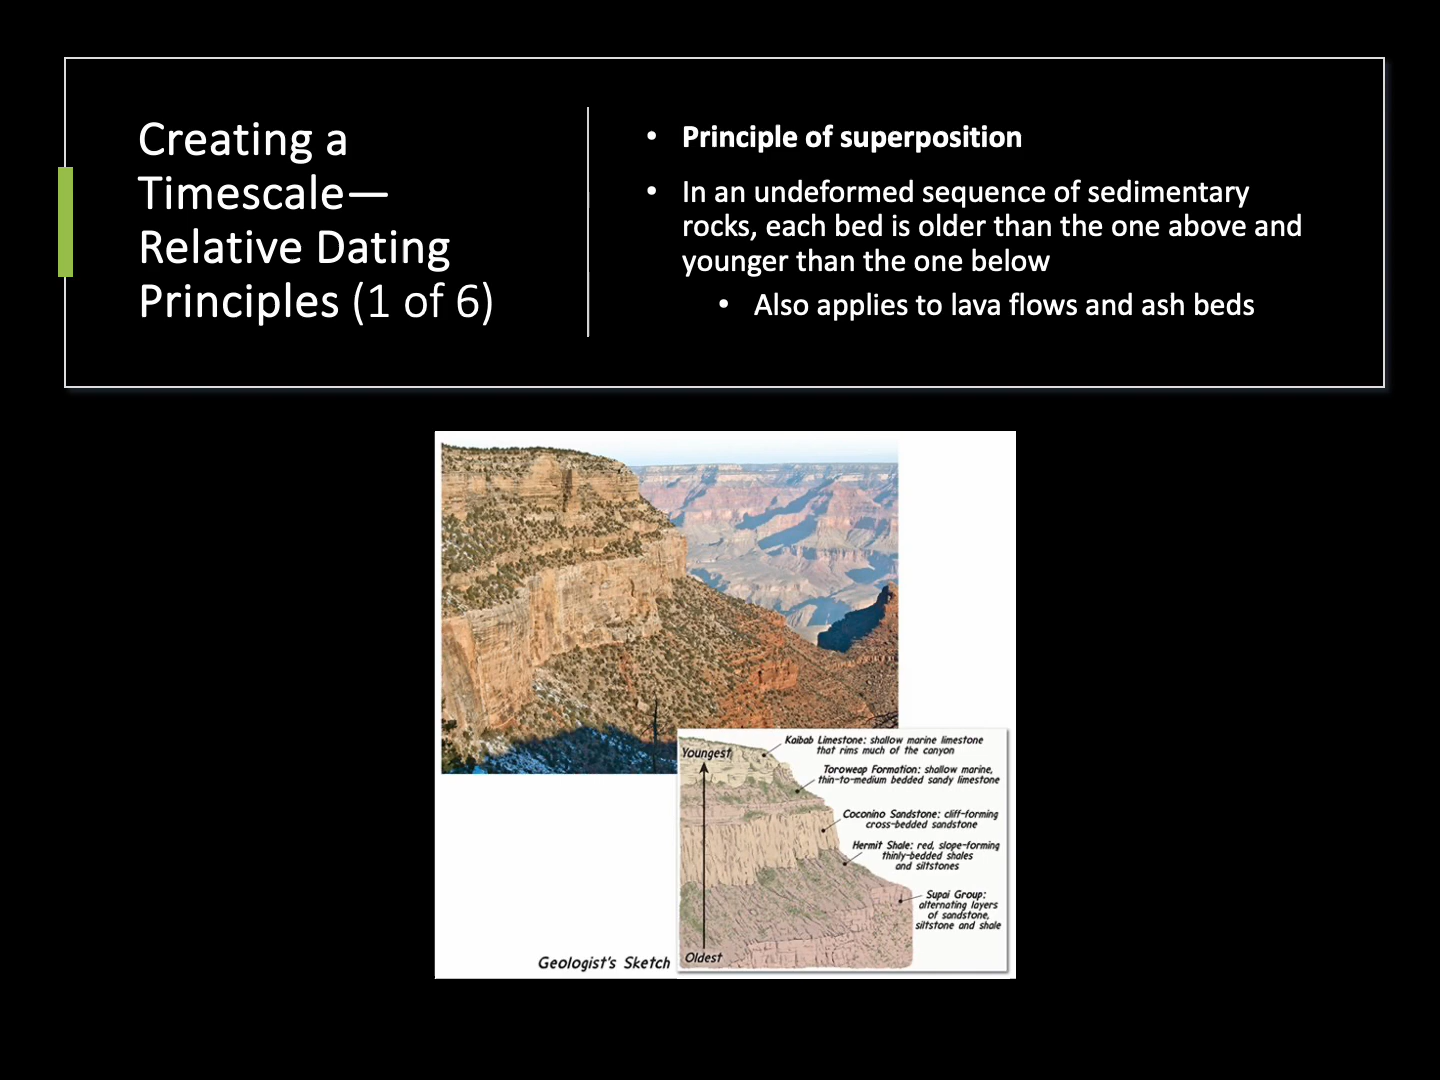 Creating a
Timescale—
Relative Dating
Principles (1 of 6)
• Principle of superposition
• In an undeformed sequence of sedimentary
rocks, each bed is older than the one above and
younger than the one below
• Also applies to lava flows and ash beds
Youngest
Kaibab Limestone: shallow marine limestone
that rims much of the canyon
Toroweap Formation: shallow marine,
thin-to-medium bedded sandy limestone
Coconino Sandstone: cliff-forming
cross-bedded sandstone
Hermit Shale: red, slope-forming
thinly-bedded shales
and siltstones
Supai Group:
alternating layers
of sandstone,
siltstone and shale
Oldest
Geologist's Sketch